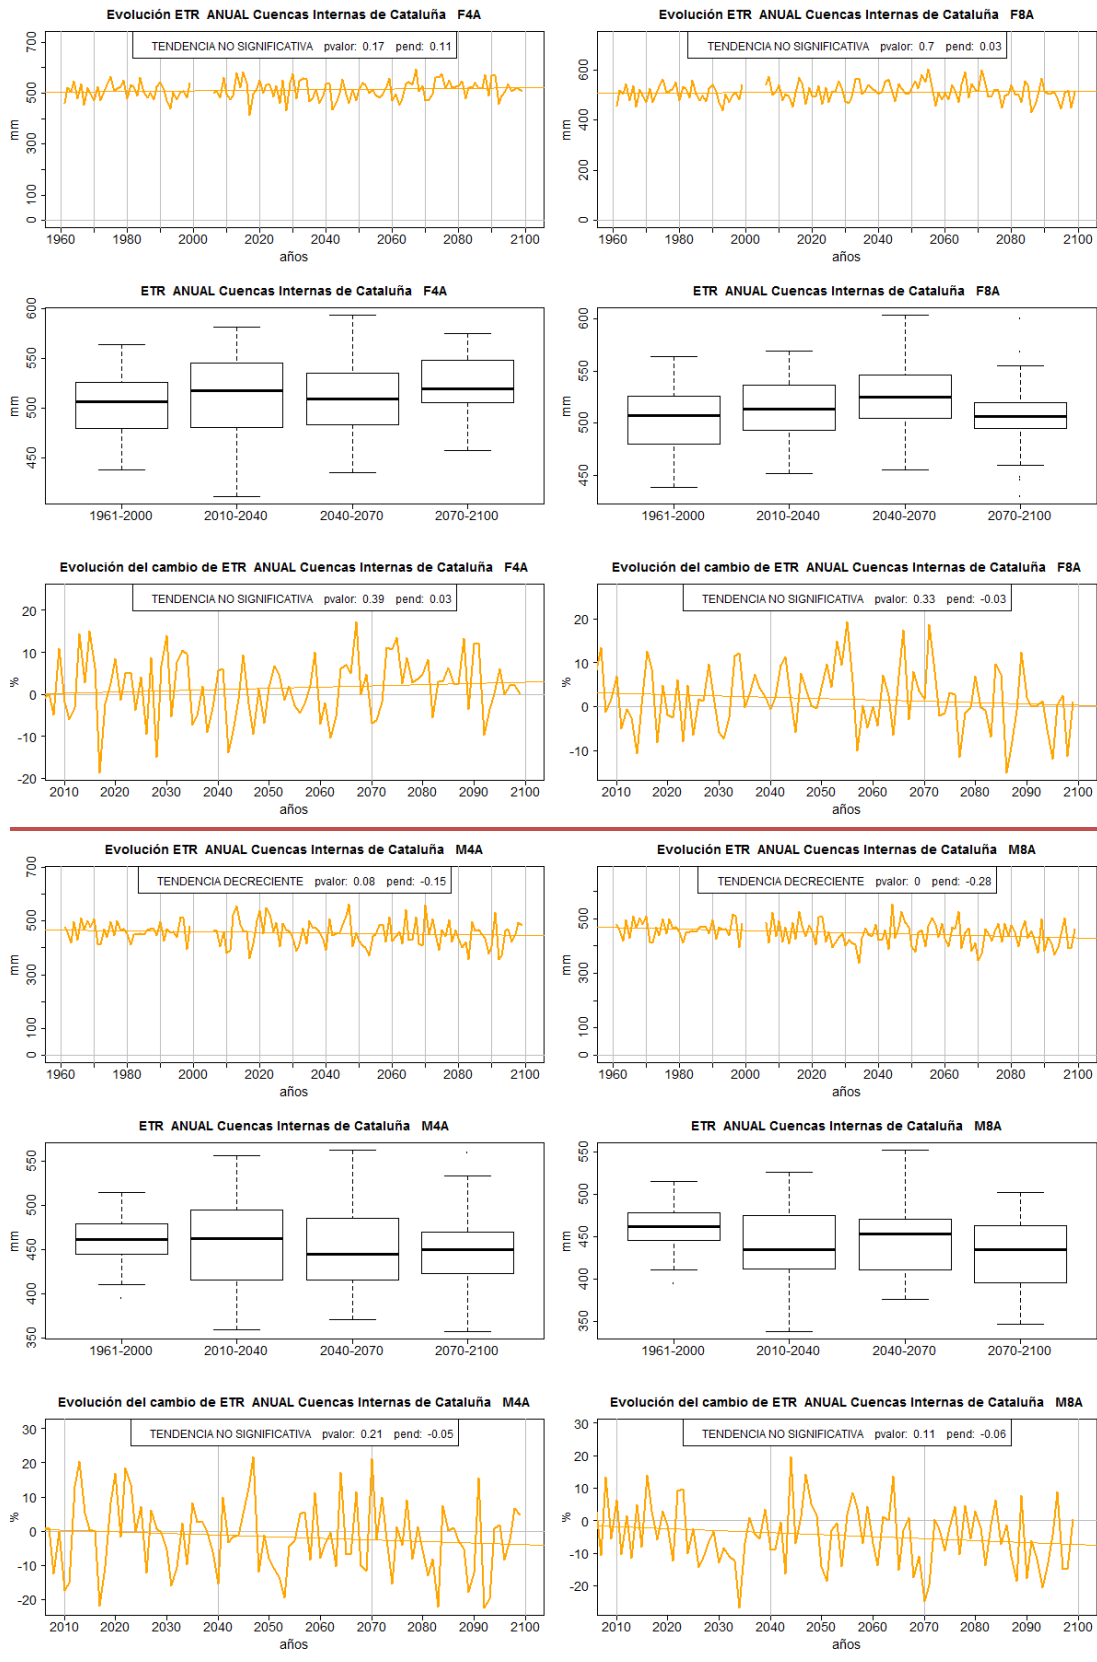 Evolución ETR ANUAL Cuencas Internas de Cataluña F4A
TENDENCIA NO SIGNIFICATIVA pvalor: 0.17 pend: 0.11
mm
0 100 300 500 700
1960 1980 2000 2020 2040 2060 2080 2100
años
Evolución ETR ANUAL Cuencas Internas de Cataluña F8A
TENDENCIA NO SIGNIFICATIVA pvalor: 0.7 pend: 0.03
mm
0 200 400 600
1960 1980 2000 2020 2040 2060 2080 2100
años
ETR ANUAL Cuencas Internas de Cataluña F4A
mm
450 500 550 600
1961-2000 2010-2040 2040-2070 2070-2100
ETR ANUAL Cuencas Internas de Cataluña F8A
mm
450 500 550 600
1961-2000 2010-2040 2040-2070 2070-2100
Evolución del cambio de ETR ANUAL Cuencas Internas de Cataluña F4A
TENDENCIA NO SIGNIFICATIVA pvalor: 0.39 pend: 0.03
%
20
10
0
-10
-20
2010 2020 2030 2040 2050 2060 2070 2080 2090 2100
años
Evolución del cambio de ETR ANUAL Cuencas Internas de Cataluña F8A
TENDENCIA NO SIGNIFICATIVA pvalor: 0.33 pend: -0.03
%
20
10
0
-10
2010 2020 2030 2040 2050 2060 2070 2080 2090 2100
años
Evolución ETR ANUAL Cuencas Internas de Cataluña M4A
TENDENCIA DECRECIENTE pvalor: 0.08 pend: -0.15
mm
0 100 300 500 700
1960 1980 2000 2020 2040 2060 2080 2100
años
Evolución ETR ANUAL Cuencas Internas de Cataluña M8A
TENDENCIA DECRECIENTE pvalor: 0 pend: -0.28
mm
0 100 300 500
1960 1980 2000 2020 2040 2060 2080 2100
años
ETR ANUAL Cuencas Internas de Cataluña M4A
mm
350 400 450 500 550
1961-2000 2010-2040 2040-2070 2070-2100
ETR ANUAL Cuencas Internas de Cataluña M8A
mm
350 400 450 500 550
1961-2000 2010-2040 2040-2070 2070-2100
Evolución del cambio de ETR ANUAL Cuencas Internas de Cataluña M4A
TENDENCIA NO SIGNIFICATIVA pvalor: 0.21 pend: -0.05
%
30
20
10
0
-10
-20
2010 2020 2030 2040 2050 2060 2070 2080 2090 2100
años
Evolución del cambio de ETR ANUAL Cuencas Internas de Cataluña M8A
TENDENCIA NO SIGNIFICATIVA pvalor: 0.11 pend: -0.06
%
30
20
10
0
-10
-20
2010 2020 2030 2040 2050 2060 2070 2080 2090 2100
años